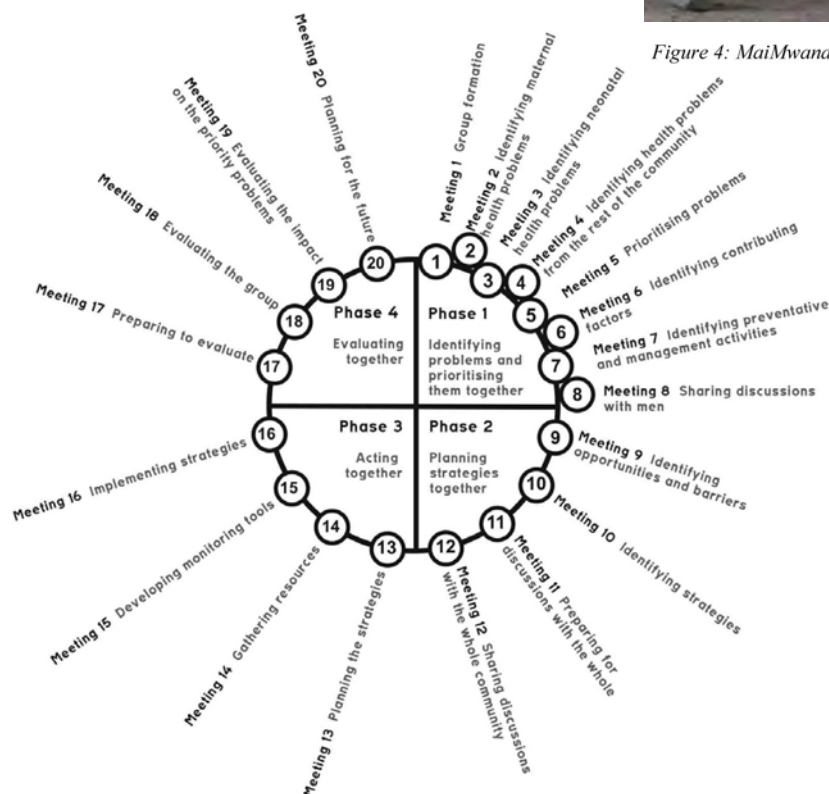 Figure 4: MaiMwana
Meeting 1 Group formation
Meeting 2 Identifying maternal
health problems
Meeting 3 Identifying neonatal
health problems
Meeting 4 Identifying health problems
from the rest of the community
Meeting 5 Prioritising problems
Meeting 6 Identifying contributing
factors
Meeting 7 Identifying preventative
and management activities
Meeting 8 Sharing discussions
with men
Meeting 9 Identifying
opportunities and barriers
Meeting 10 Identifying strategies
Meeting 11 Preparing for
discussions with the whole
Meeting 12 Sharing discussions
with the whole community
Meeting 13 Planning the strategies
Meeting 14 Gathering resources
Meeting 15 Developing monitoring tools
Meeting 16 Implementing strategies
Meeting 17 Preparing to evaluate
Meeting 18 Evaluating the group
Meeting 19 Evaluating the impact
on the priority problems
Meeting 20 Planning for the future
1
2
3
4
5
6
7
8
9
10
11
12
13
14
15
16
17
18
19
20
Phase 1
Identifying
problems and
prioritising
them together
Phase 2
Planning
strategies
together
Phase 3
Acting
together
Phase 4
Evaluating
together